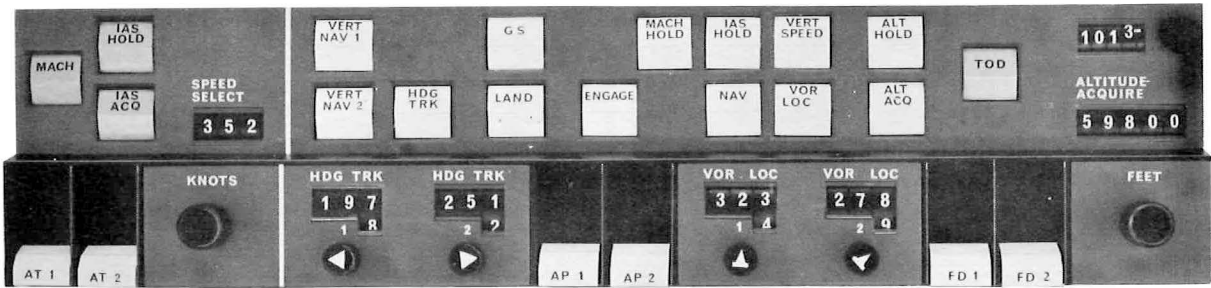 MACH
IAS
HOLD
IAS
ACQ
SPEED
SELECT
352
VERT
NAV 1
VERT
NAV 2
HDG
TRK
G S
LAND
ENGAGE
MACH
HOLD
IAS
HOLD
VERT
SPEED
ALT
HOLD
NAV
VOR
LOC
ALT
ACQ
TOD
1013-
ALTITUDE-
ACQUIRE
59800
AT 1
AT 2
KNOTS
HDG TRK
197
1 8
HDG TRK
251
2 2
AP 1
AP 2
VOR LOC
323
1 4
VOR LOC
278
2 9
FD 1
FD 2
FEET